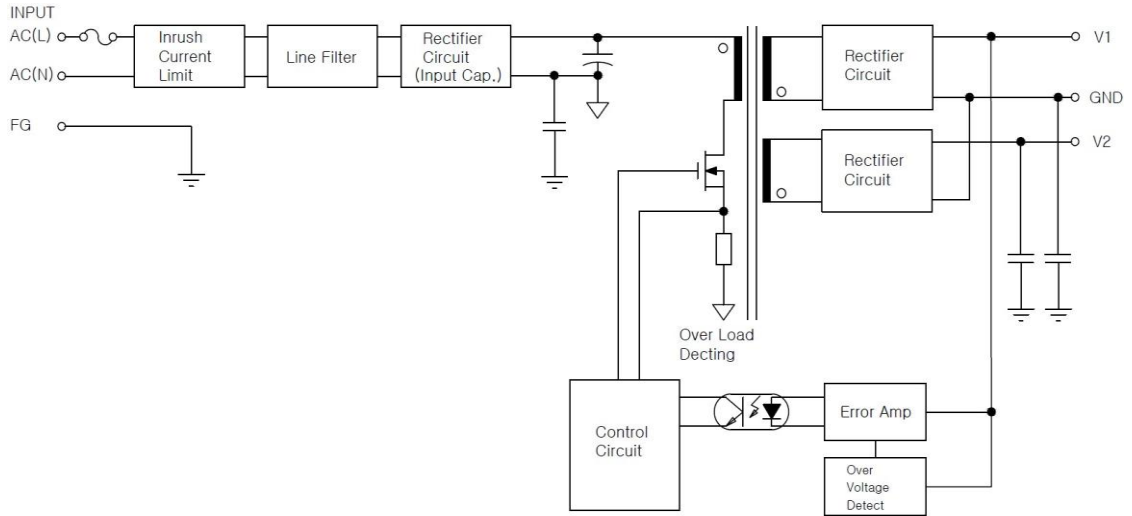 INPUT
AC(L)
AC(N)
FG
Inrush
Current
Limit
Line Filter
Rectifier
Circuit
(Input Cap.)
Rectifier
Circuit
V1
GND
V2
Rectifier
Circuit
Over Load
Decting
Control
Circuit
Error Amp
Over
Voltage
Detect